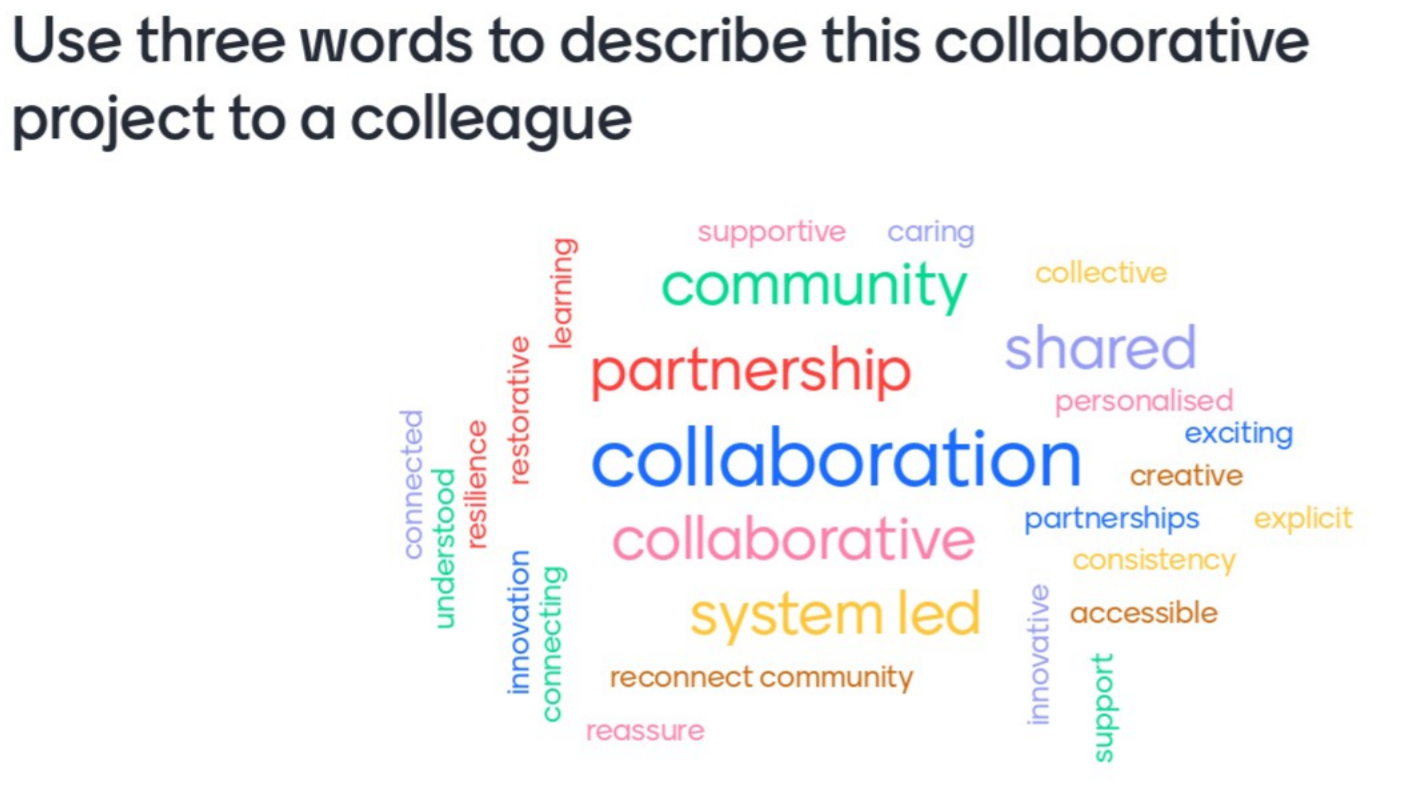 Use three words to describe this collaborative
project to a colleague
supportive
caring
learning
community
collective
shared
restorative
partnership
personalised
connected
resilience
understood
collaboration
exciting
creative
collaborative
partnerships
explicit
consistency
innovation
connecting
system led
innovative
accessible
reconnect community
support
reassure